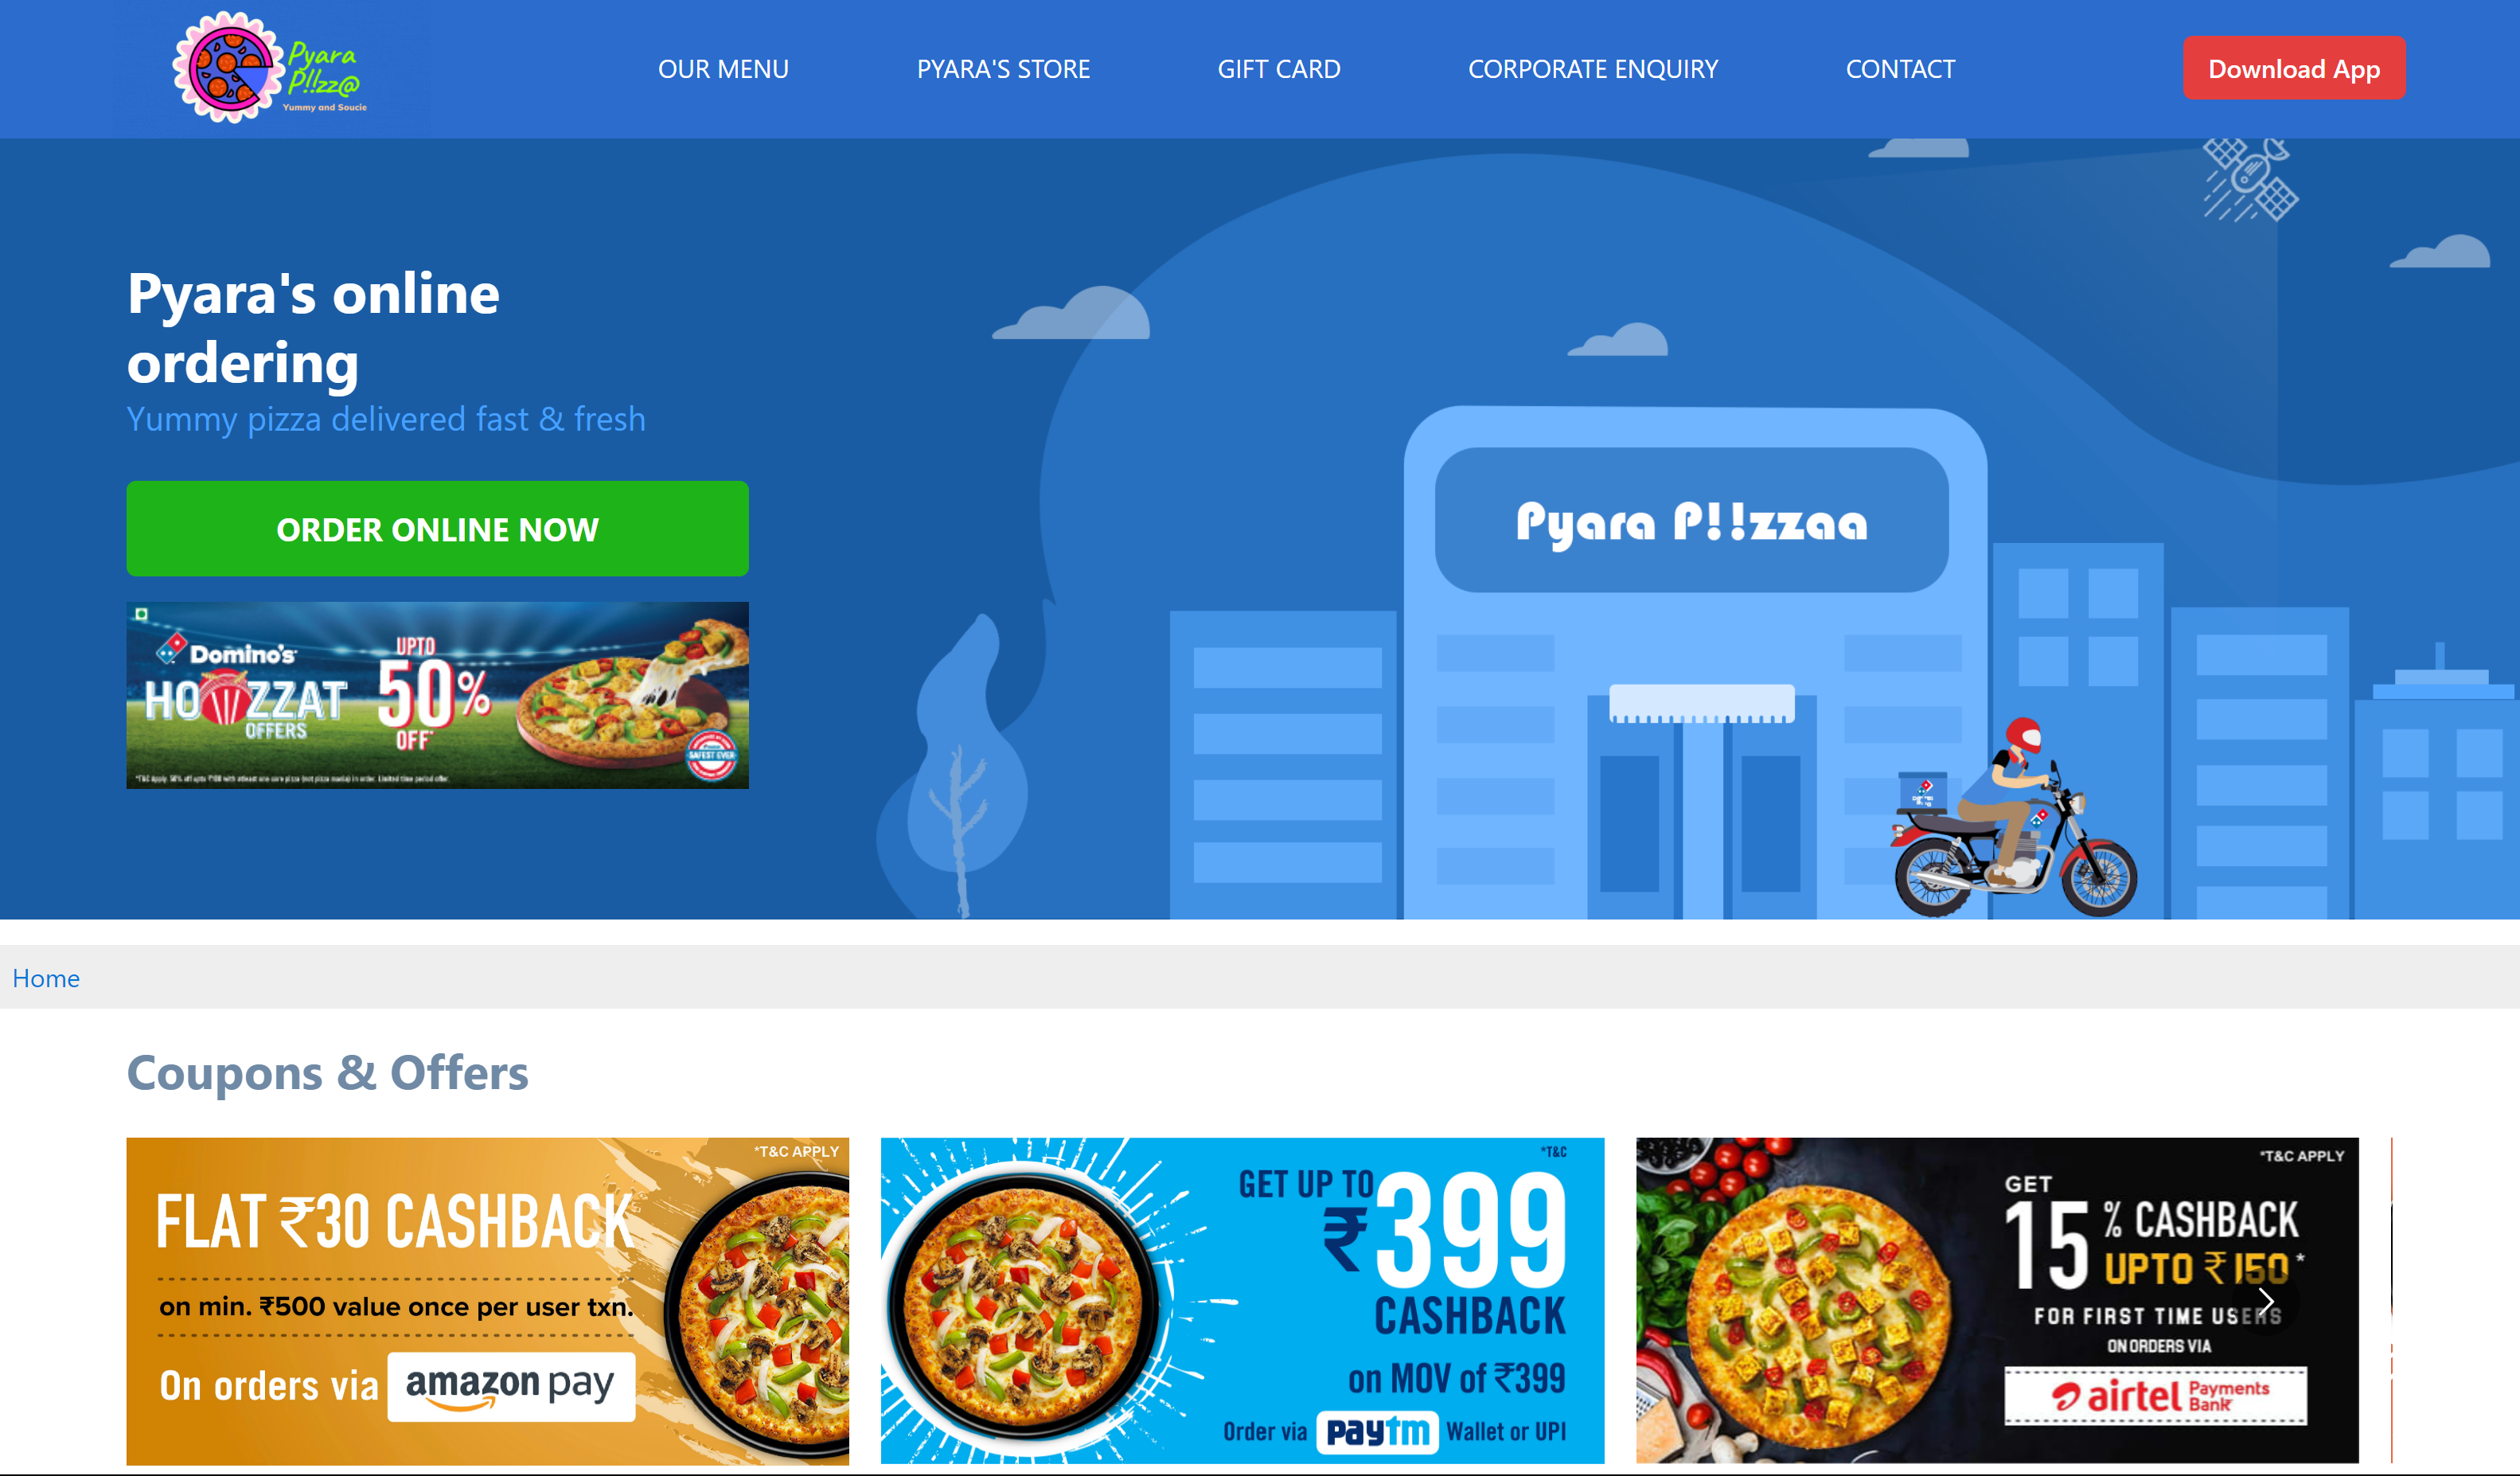 Pyara
P!!zz@
Yummy and Soucie
OUR MENU
PYARA'S STORE
GIFT CARD
CORPORATE ENQUIRY
CONTACT
Download App
Pyara's online
ordering
Yummy pizza delivered fast & fresh
ORDER ONLINE NOW
Domino's
HOWZZAT
OFFERS
UPTO
50%
OFF*
SAFEST EVER
Pyara P!!zzaa
Home
Coupons & Offers
*T&C APPLY
FLAT ₹30 CASHBACK
on min. ₹500 value once per user txn.
On orders via amazon pay
*T&C
GET UP TO
₹399
CASHBACK
on MOV of ₹399
Order via paytm Wallet or UPI
*T&C APPLY
GET
15% CASHBACK
UPTO ₹150*
FOR FIRST TIME USERS
ON ORDERS VIA
airtel Payments
Bank